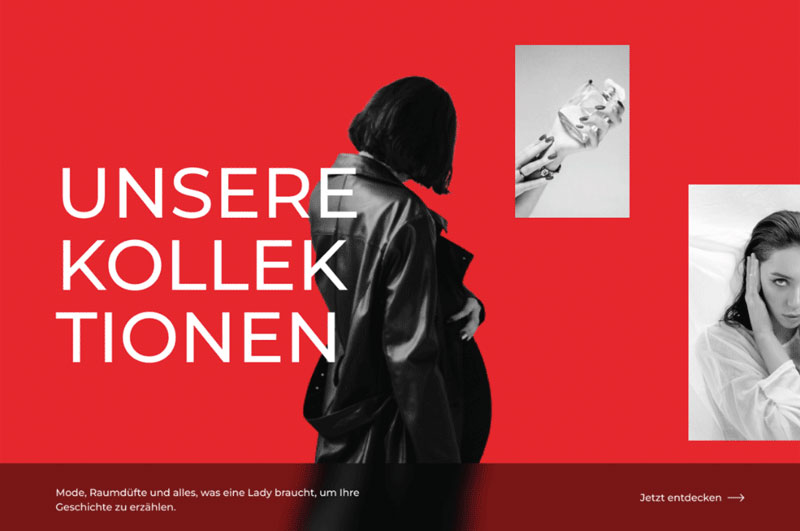 UNSERE
KOLLEK
TIONEN
Mode, Raumdüfte und alles, was eine Lady braucht, um Ihre
Geschichte zu erzählen.
Jetzt entdecken